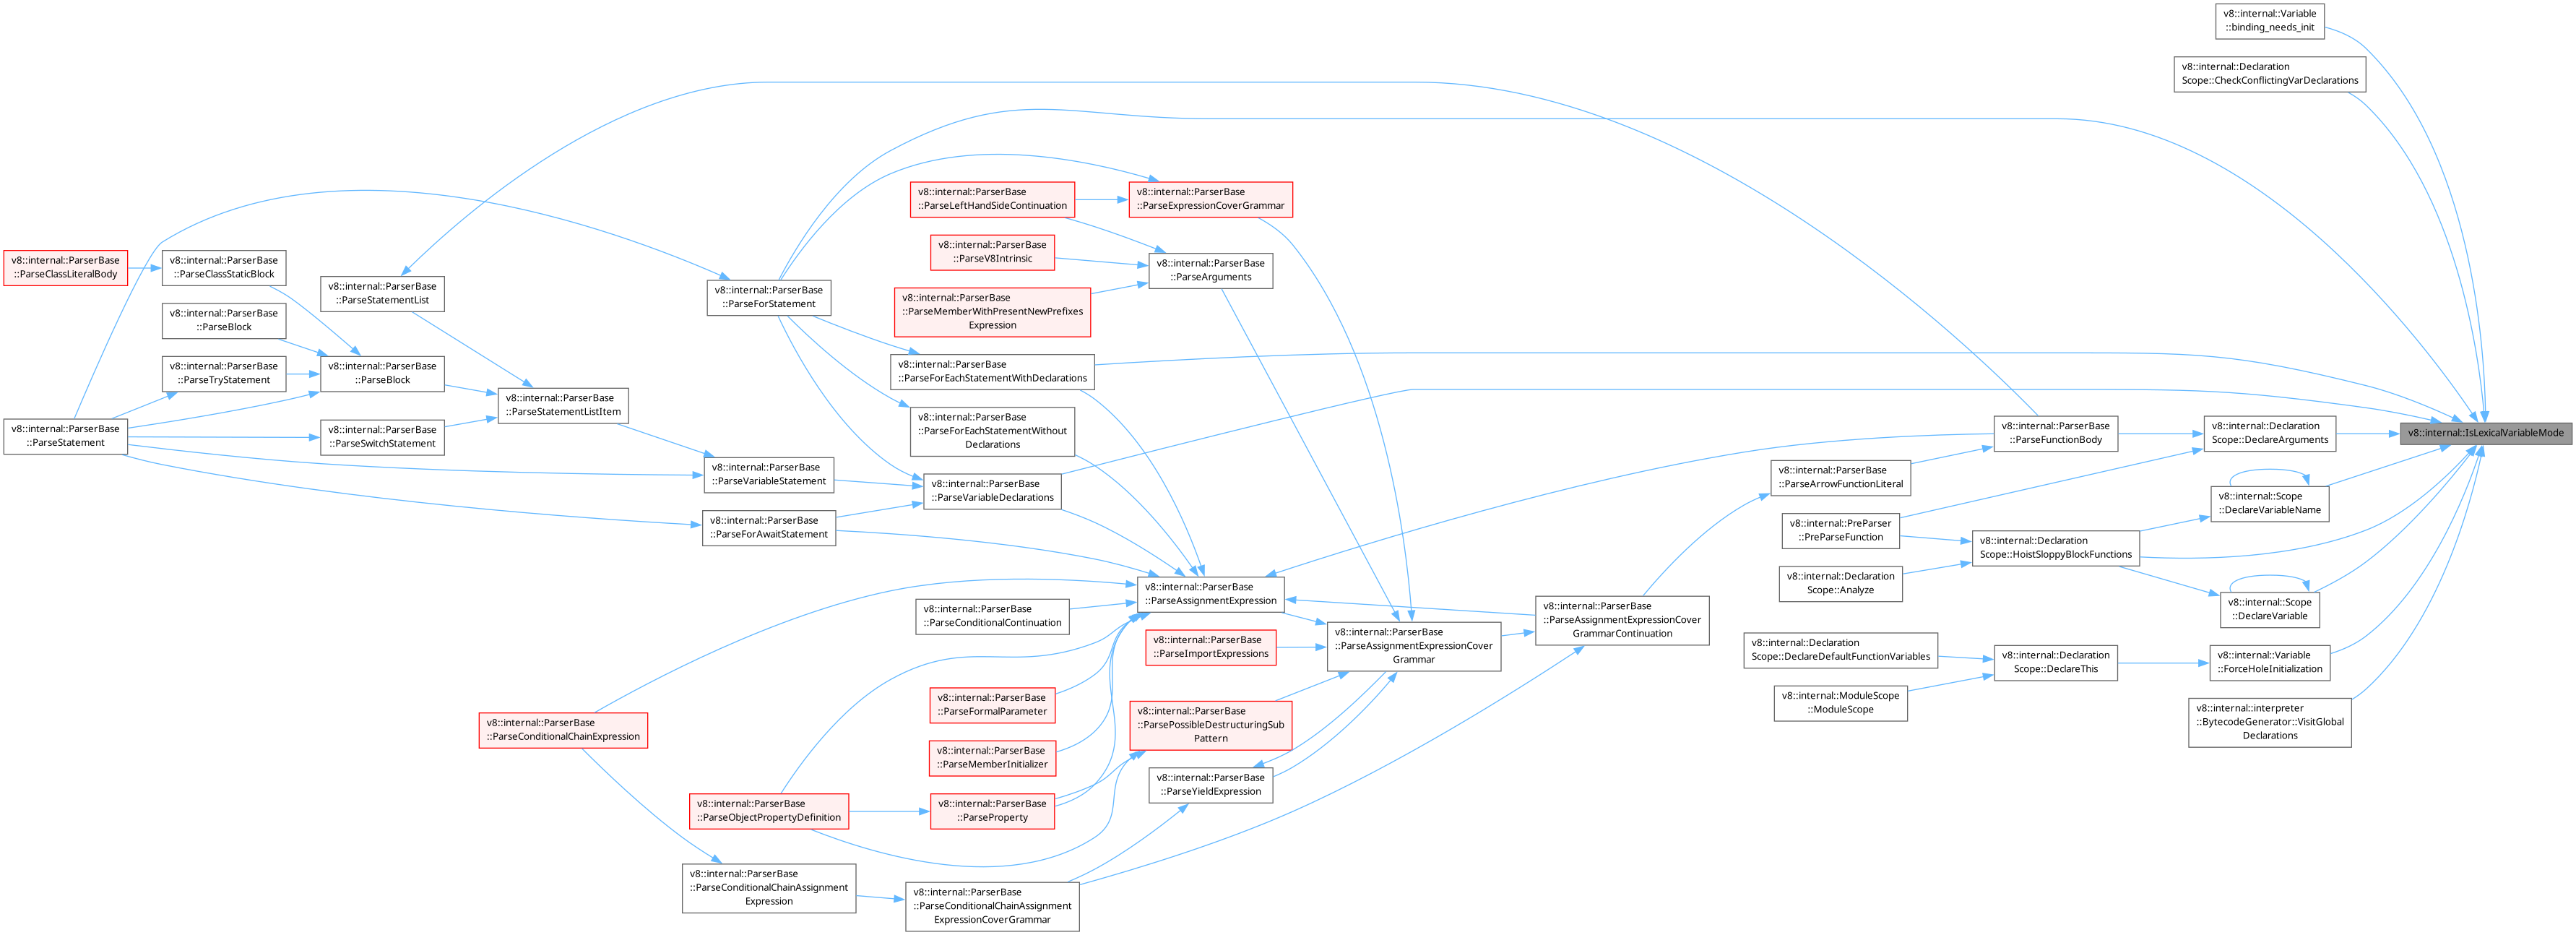 v8::internal::Variable
::binding_needs_init
v8::internal::Declaration
Scope::CheckConflictingVarDeclarations
v8::internal::ParserBase
::ParseLeftHandSideContinuation
v8::internal::ParserBase
::ParseExpressionCoverGrammar
v8::internal::ParserBase
::ParseV8Intrinsic
v8::internal::ParserBase
::ParseArguments
v8::internal::ParserBase
::ParseClassLiteralBody
v8::internal::ParserBase
::ParseClassStaticBlock
v8::internal::ParserBase
::ParseStatementList
v8::internal::ParserBase
::ParseForStatement
v8::internal::ParserBase
::ParseMemberWithPresentNewPrefixes
Expression
v8::internal::ParserBase
::ParseBlock
v8::internal::ParserBase
::ParseTryStatement
v8::internal::ParserBase
::ParseBlock
v8::internal::ParserBase
::ParseForEachStatementWithDeclarations
v8::internal::ParserBase
::ParseStatementListItem
v8::internal::ParserBase
::ParseStatement
v8::internal::ParserBase
::ParseSwitchStatement
v8::internal::ParserBase
::ParseForEachStatementWithout
Declarations
v8::internal::ParserBase
::ParseFunctionBody
v8::internal::Declaration
Scope::DeclareArguments
v8::internal::IsLexicalVariableMode
v8::internal::ParserBase
::ParseVariableStatement
v8::internal::ParserBase
::ParseVariableDeclarations
v8::internal::ParserBase
::ParseArrowFunctionLiteral
v8::internal::Scope
::DeclareVariableName
v8::internal::ParserBase
::ParseForAwaitStatement
v8::internal::PreParser
::PreParseFunction
v8::internal::Declaration
Scope::HoistSloppyBlockFunctions
v8::internal::ParserBase
::ParseAssignmentExpression
v8::internal::Declaration
Scope::Analyze
v8::internal::Scope
::DeclareVariable
v8::internal::ParserBase
::ParseConditionalContinuation
v8::internal::ParserBase
::ParseAssignmentExpressionCover
GrammarContinuation
v8::internal::ParserBase
::ParseImportExpressions
v8::internal::ParserBase
::ParseAssignmentExpressionCover
Grammar
v8::internal::Declaration
Scope::DeclareDefaultFunctionVariables
v8::internal::Declaration
Scope::DeclareThis
v8::internal::Variable
::ForceHoleInitialization
v8::internal::ModuleScope
::ModuleScope
v8::internal::ParserBase
::ParseFormalParameter
v8::internal::ParserBase
::ParsePossibleDestructuringSub
Pattern
v8::internal::interpreter
::BytecodeGenerator::VisitGlobal
Declarations
v8::internal::ParserBase
::ParseConditionalChainExpression
v8::internal::ParserBase
::ParseMemberInitializer
v8::internal::ParserBase
::ParseYieldExpression
v8::internal::ParserBase
::ParseObjectPropertyDefinition
v8::internal::ParserBase
::ParseProperty
v8::internal::ParserBase
::ParseConditionalChainAssignment
Expression
v8::internal::ParserBase
::ParseConditionalChainAssignment
ExpressionCoverGrammar